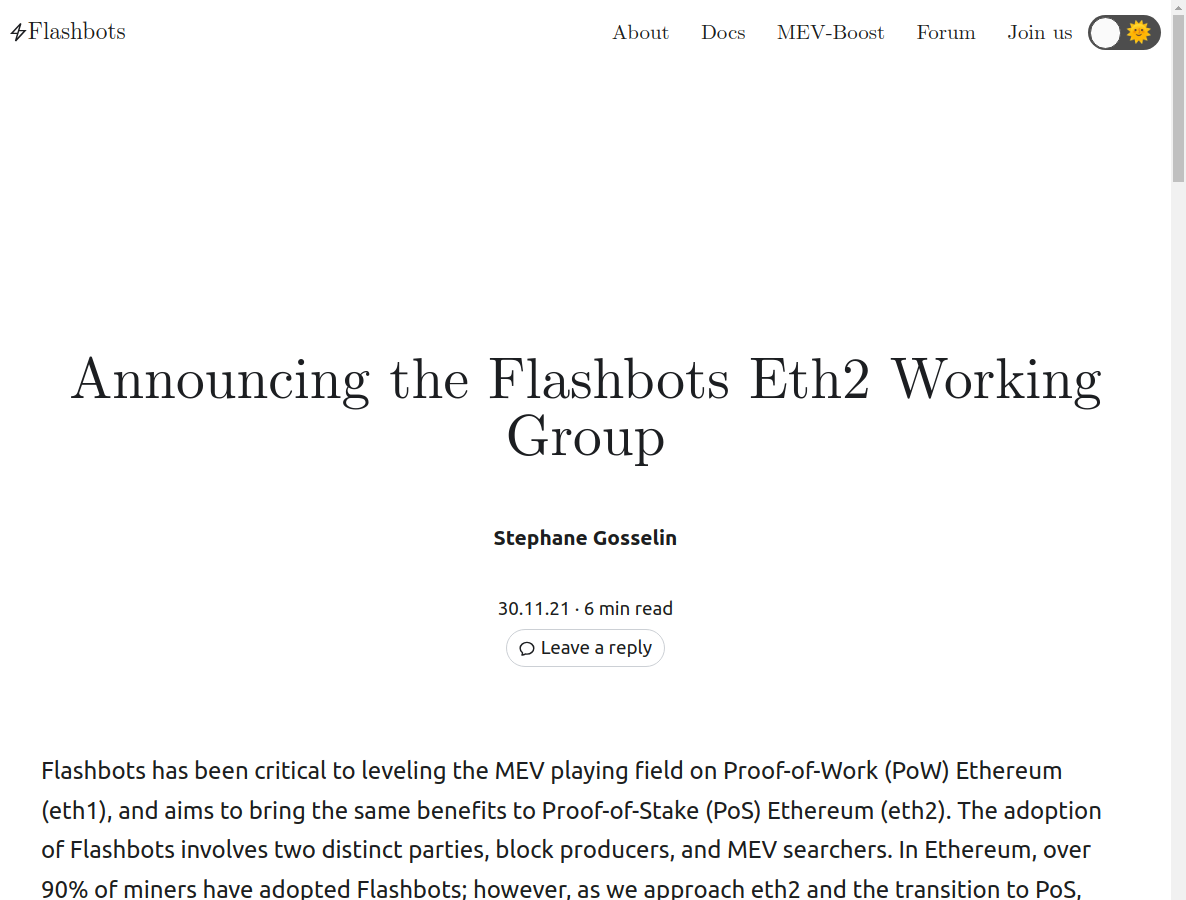 Flashbots
About Docs MEV-Boost Forum Join us
Announcing the Flashbots Eth2 Working
Group
Stephane Gosselin
30.11.21 · 6 min read
Leave a reply
Flashbots has been critical to leveling the MEV playing field on Proof-of-Work (PoW) Ethereum
(eth1), and aims to bring the same benefits to Proof-of-Stake (PoS) Ethereum (eth2). The adoption
of Flashbots involves two distinct parties, block producers, and MEV searchers. In Ethereum, over
90% of miners have adopted Flashbots; however, as we approach eth2 and the transition to PoS,